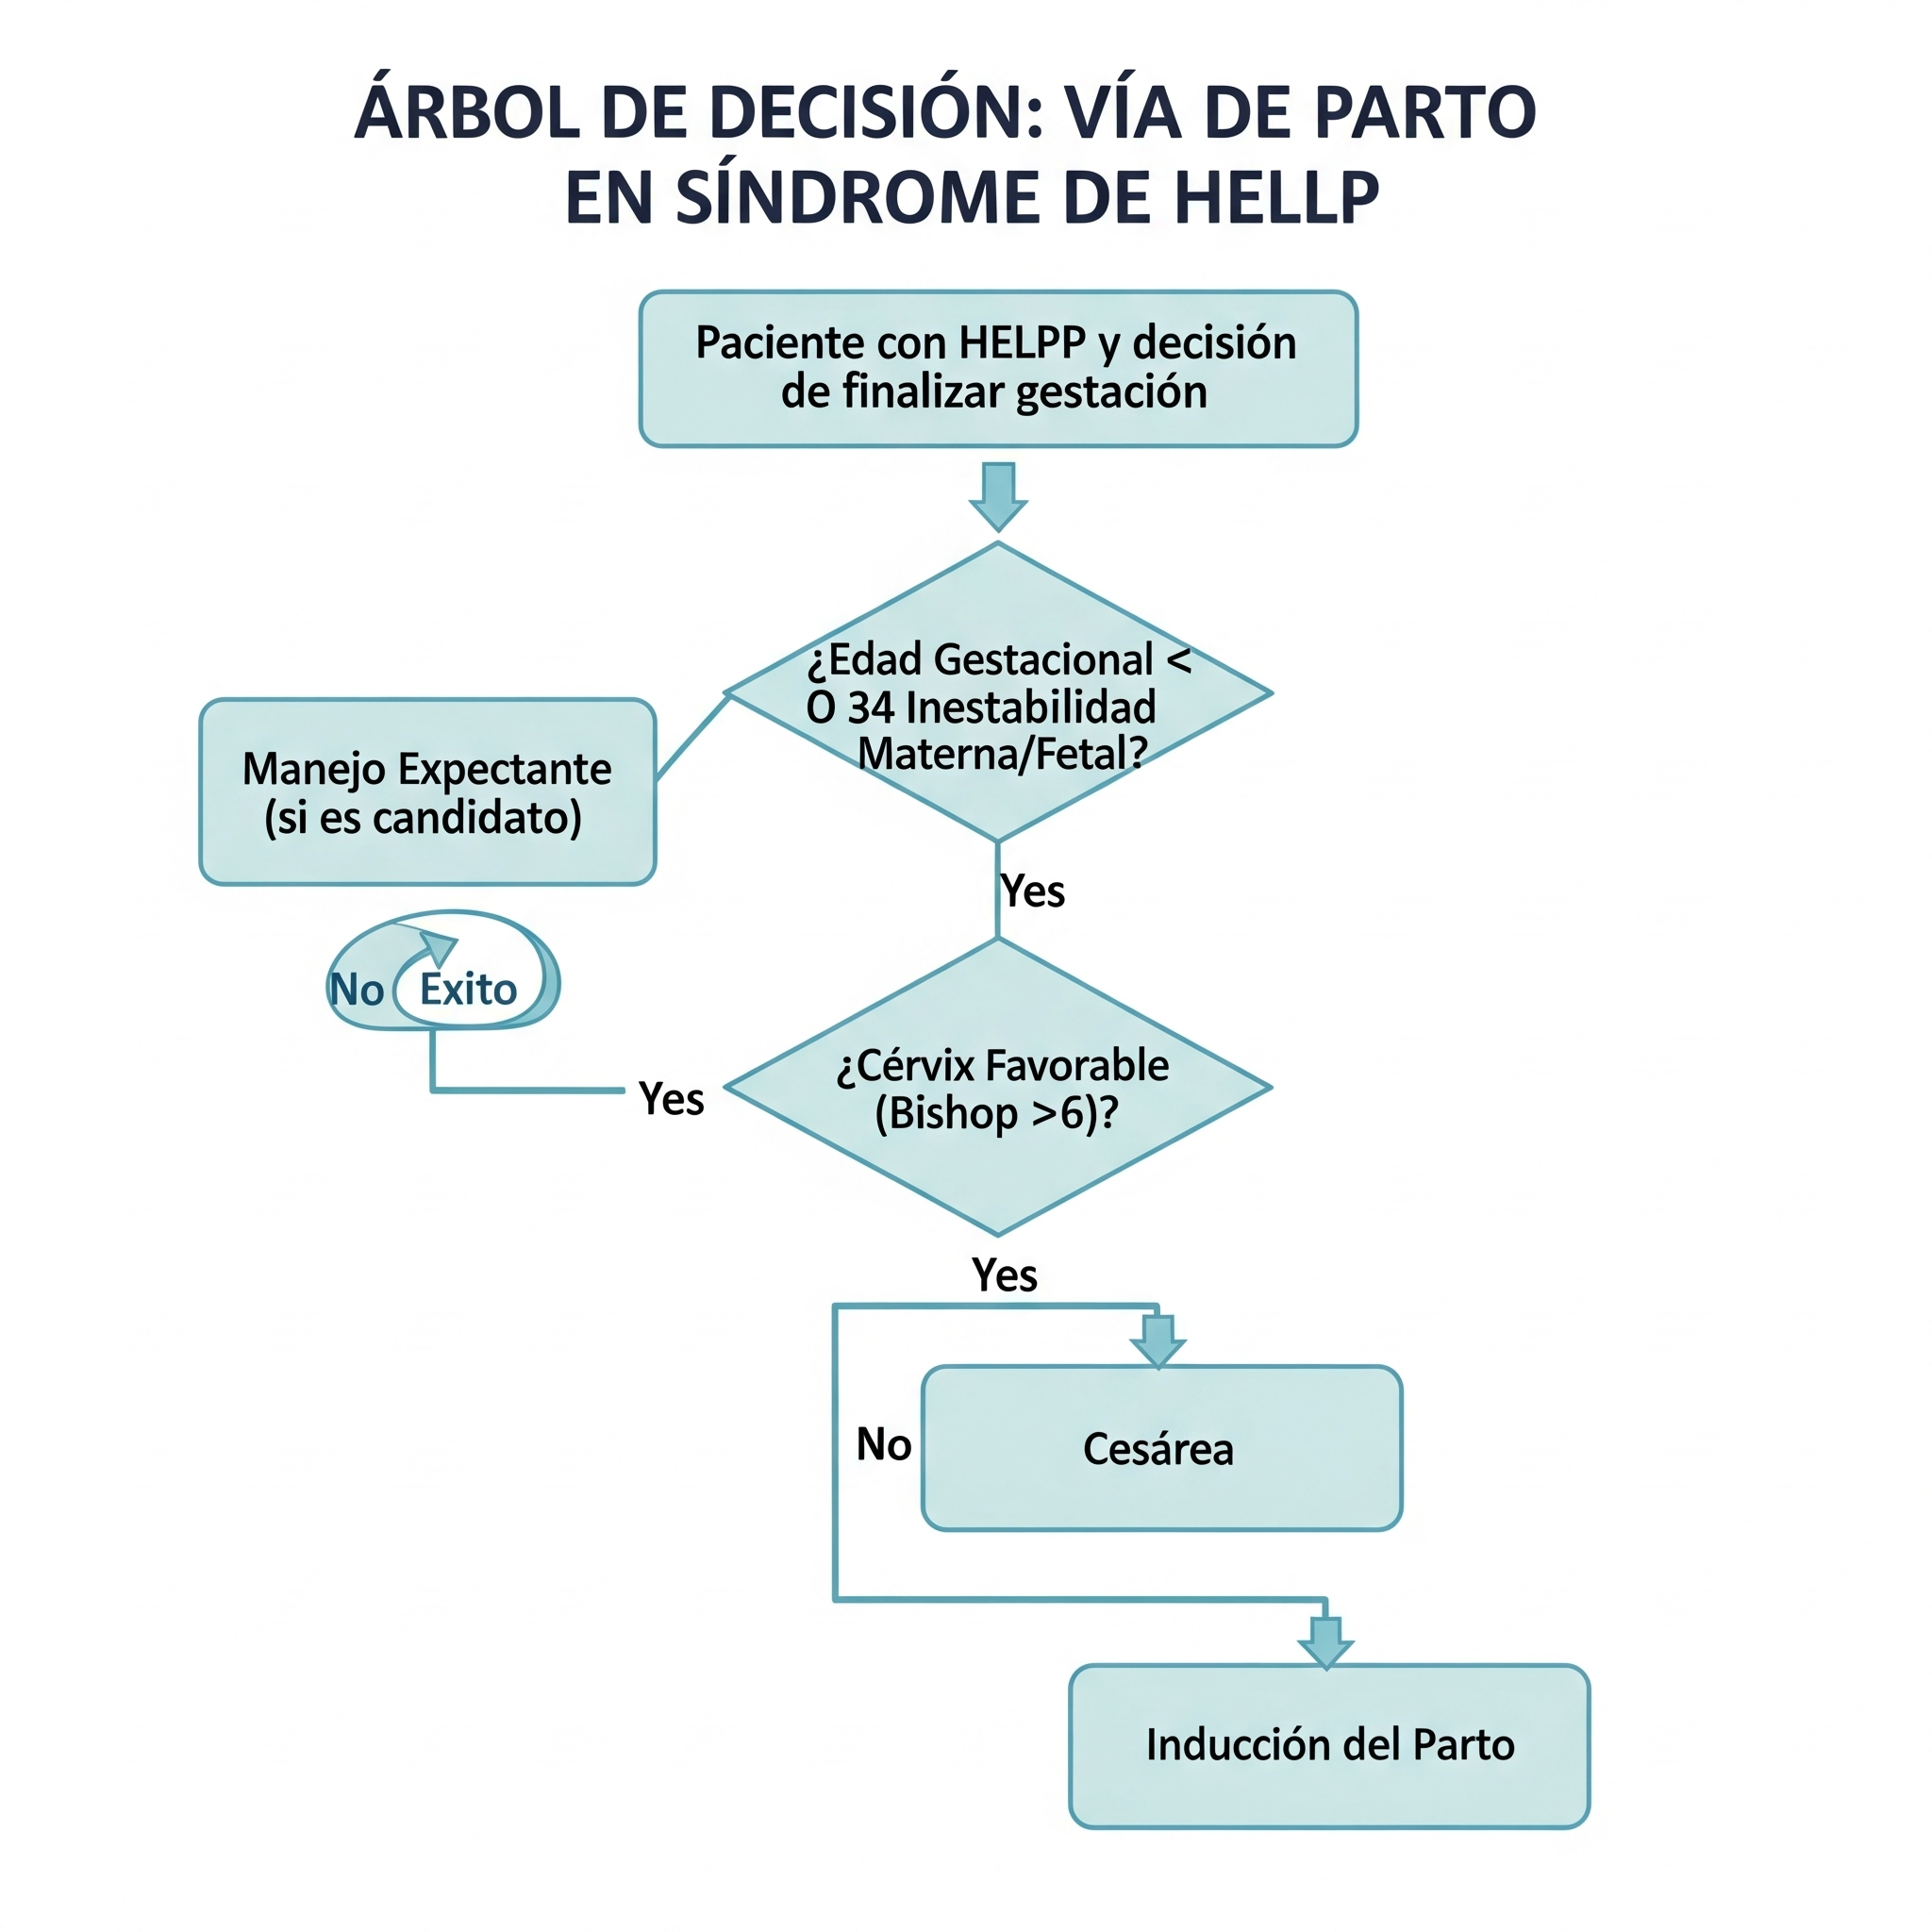 ÁRBOL DE DECISIÓN: VÍA DE PARTO
EN SÍNDROME DE HELLP
Paciente con HELPP y decisión
de finalizar gestación
¿Edad Gestacional <
O 34 Inestabilidad
Materna/Fetal?
Manejo Expectante
(si es candidato)
Yes
No Exito
Yes
¿Cérvix Favorable
(Bishop >6)?
Yes
No
Cesárea
Inducción del Parto